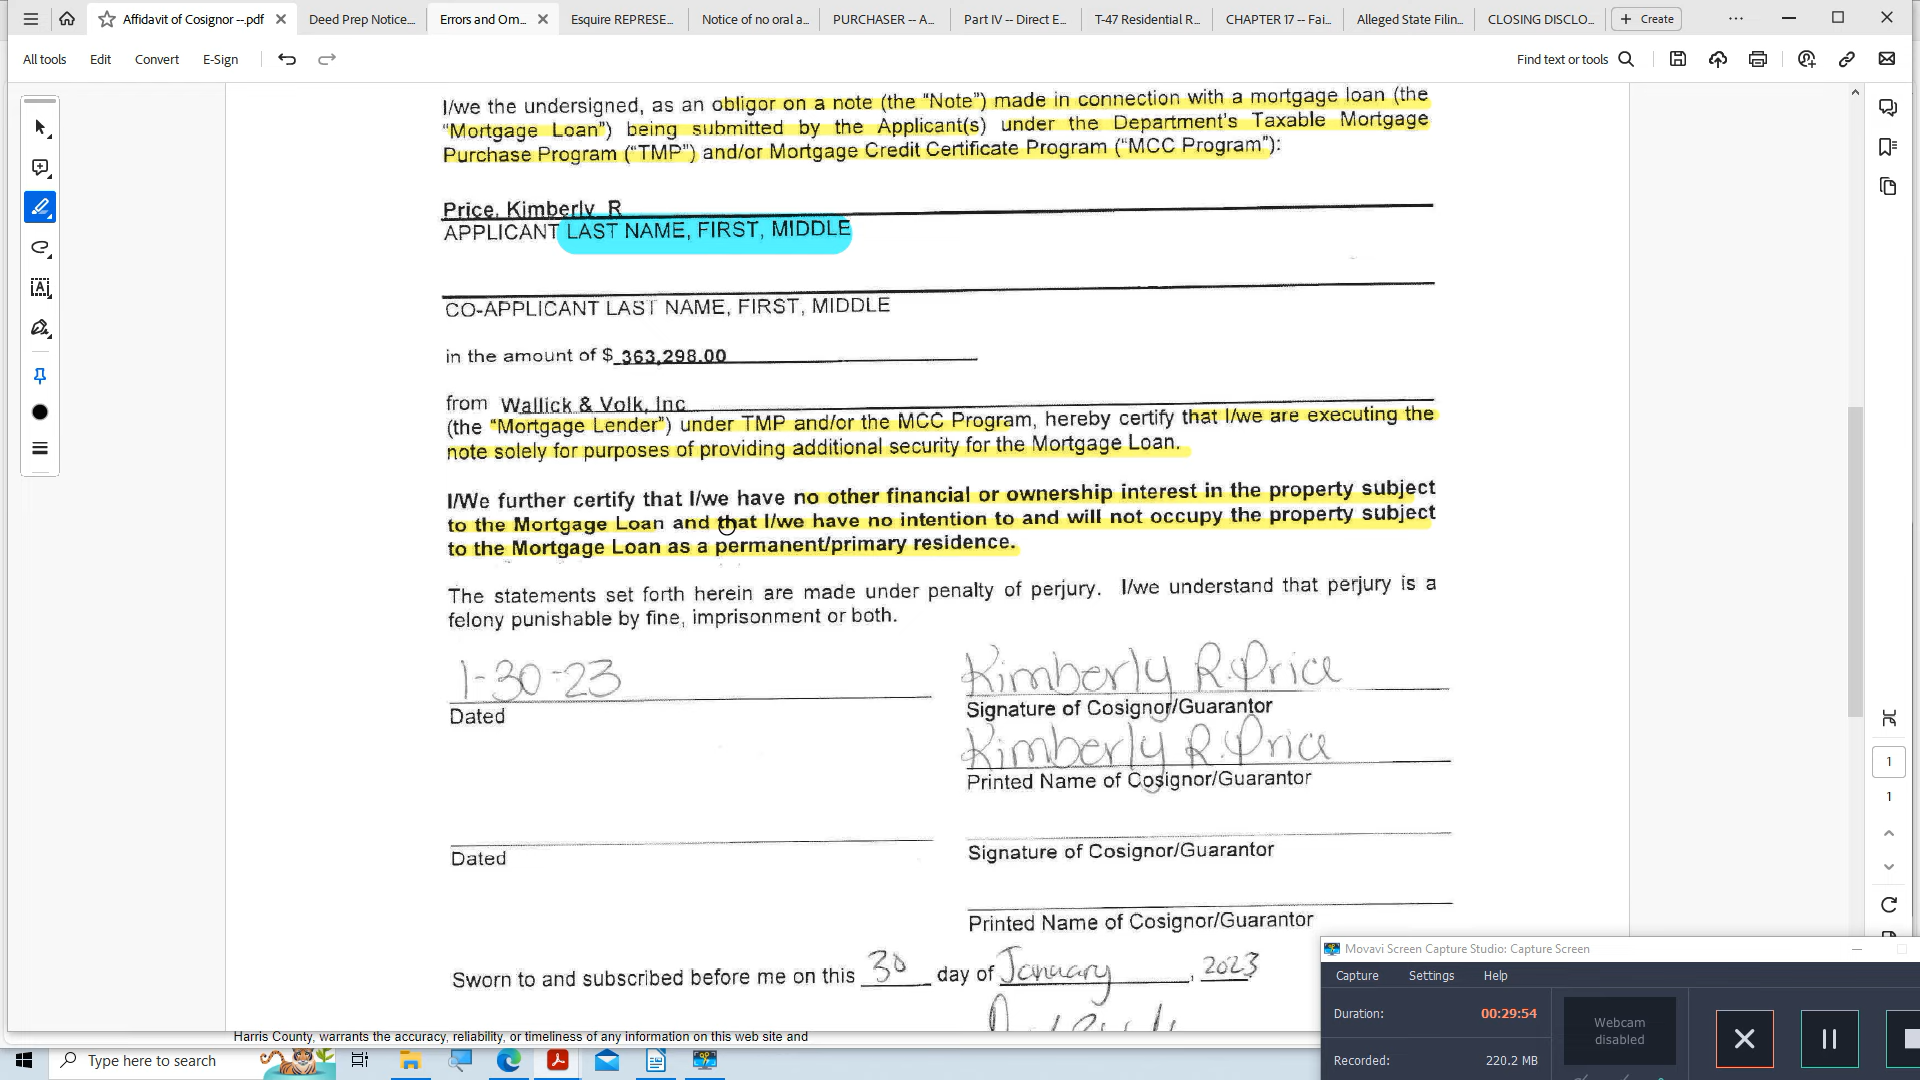 Affidavit of Cosignor --.pdf
Deed Prep Notice....
Errors and Om...
Esquire REPRESE...
Notice of no oral a...
PURCHASER -- A...
Part IV -- Direct E...
T-47 Residential R...
CHAPTER 17 -- Fai...
Alleged State Filin...
CLOSING DISCLO...
+ Create
All tools
Edit
Convert
E-Sign
Find text or tools
I/we the undersigned, as an obligor on a note (the “Note”) made in connection with a mortgage loan (the
“Mortgage Loan”) being submitted by the Applicant(s) under the Department’s Taxable Mortgage
Purchase Program (“TMP”) and/or Mortgage Credit Certificate Program (“MCC Program”):
Price, Kimberly R
APPLICANT LAST NAME, FIRST, MIDDLE
CO-APPLICANT LAST NAME, FIRST, MIDDLE
in the amount of $ 363,298.00
from Wallick & Volk, Inc
(the “Mortgage Lender”) under TMP and/or the MCC Program, hereby certify that I/we are executing the
note solely for purposes of providing additional security for the Mortgage Loan.
I/We further certify that I/we have no other financial or ownership interest in the property subject
to the Mortgage Loan and that I/we have no intention to and will not occupy the property subject
to the Mortgage Loan as a permanent/primary residence.
The statements set forth herein are made under penalty of perjury. I/we understand that perjury is a
felony punishable by fine, imprisonment or both.
1-30-23
Dated
Kimberly R. Price
Signature of Cosignor/Guarantor
Kimberly R. Price
Printed Name of Cosignor/Guarantor
Dated
Signature of Cosignor/Guarantor
Printed Name of Cosignor/Guarantor
Sworn to and subscribed before me on this 30 day of January, 2023
Harris County, warrants the accuracy, reliability, or timeliness of any information on this web site and
1
1
Movavi Screen Capture Studio: Capture Screen
Capture
Settings
Help
Duration:
00:29:54
Recorded:
220.2 MB
Webcam
disabled
Type here to search